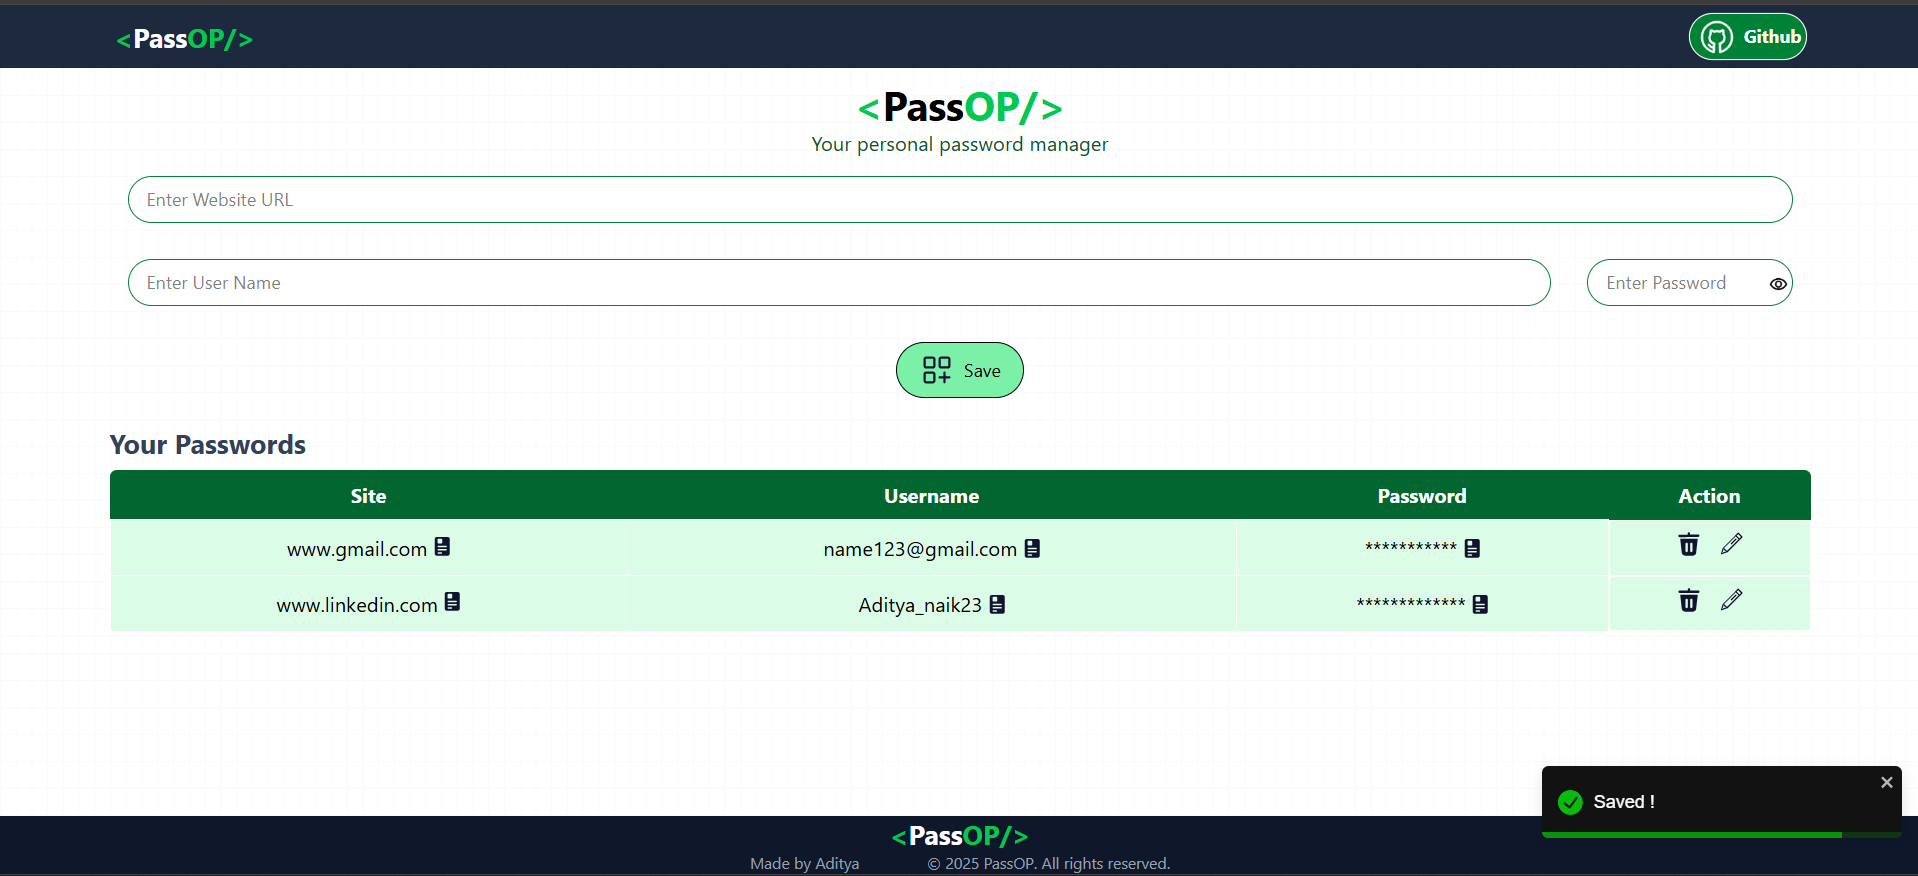 <PassOP/>
Github
<PassOP/>
Your personal password manager
Enter Website URL
Enter User Name
Enter Password
Save
Your Passwords
Site Username Password Action
www.gmail.com name123@gmail.com ***********
www.linkedin.com Aditya_naik23 *************
Saved !
<PassOP/>
Made by Aditya © 2025 PassOP. All rights reserved.